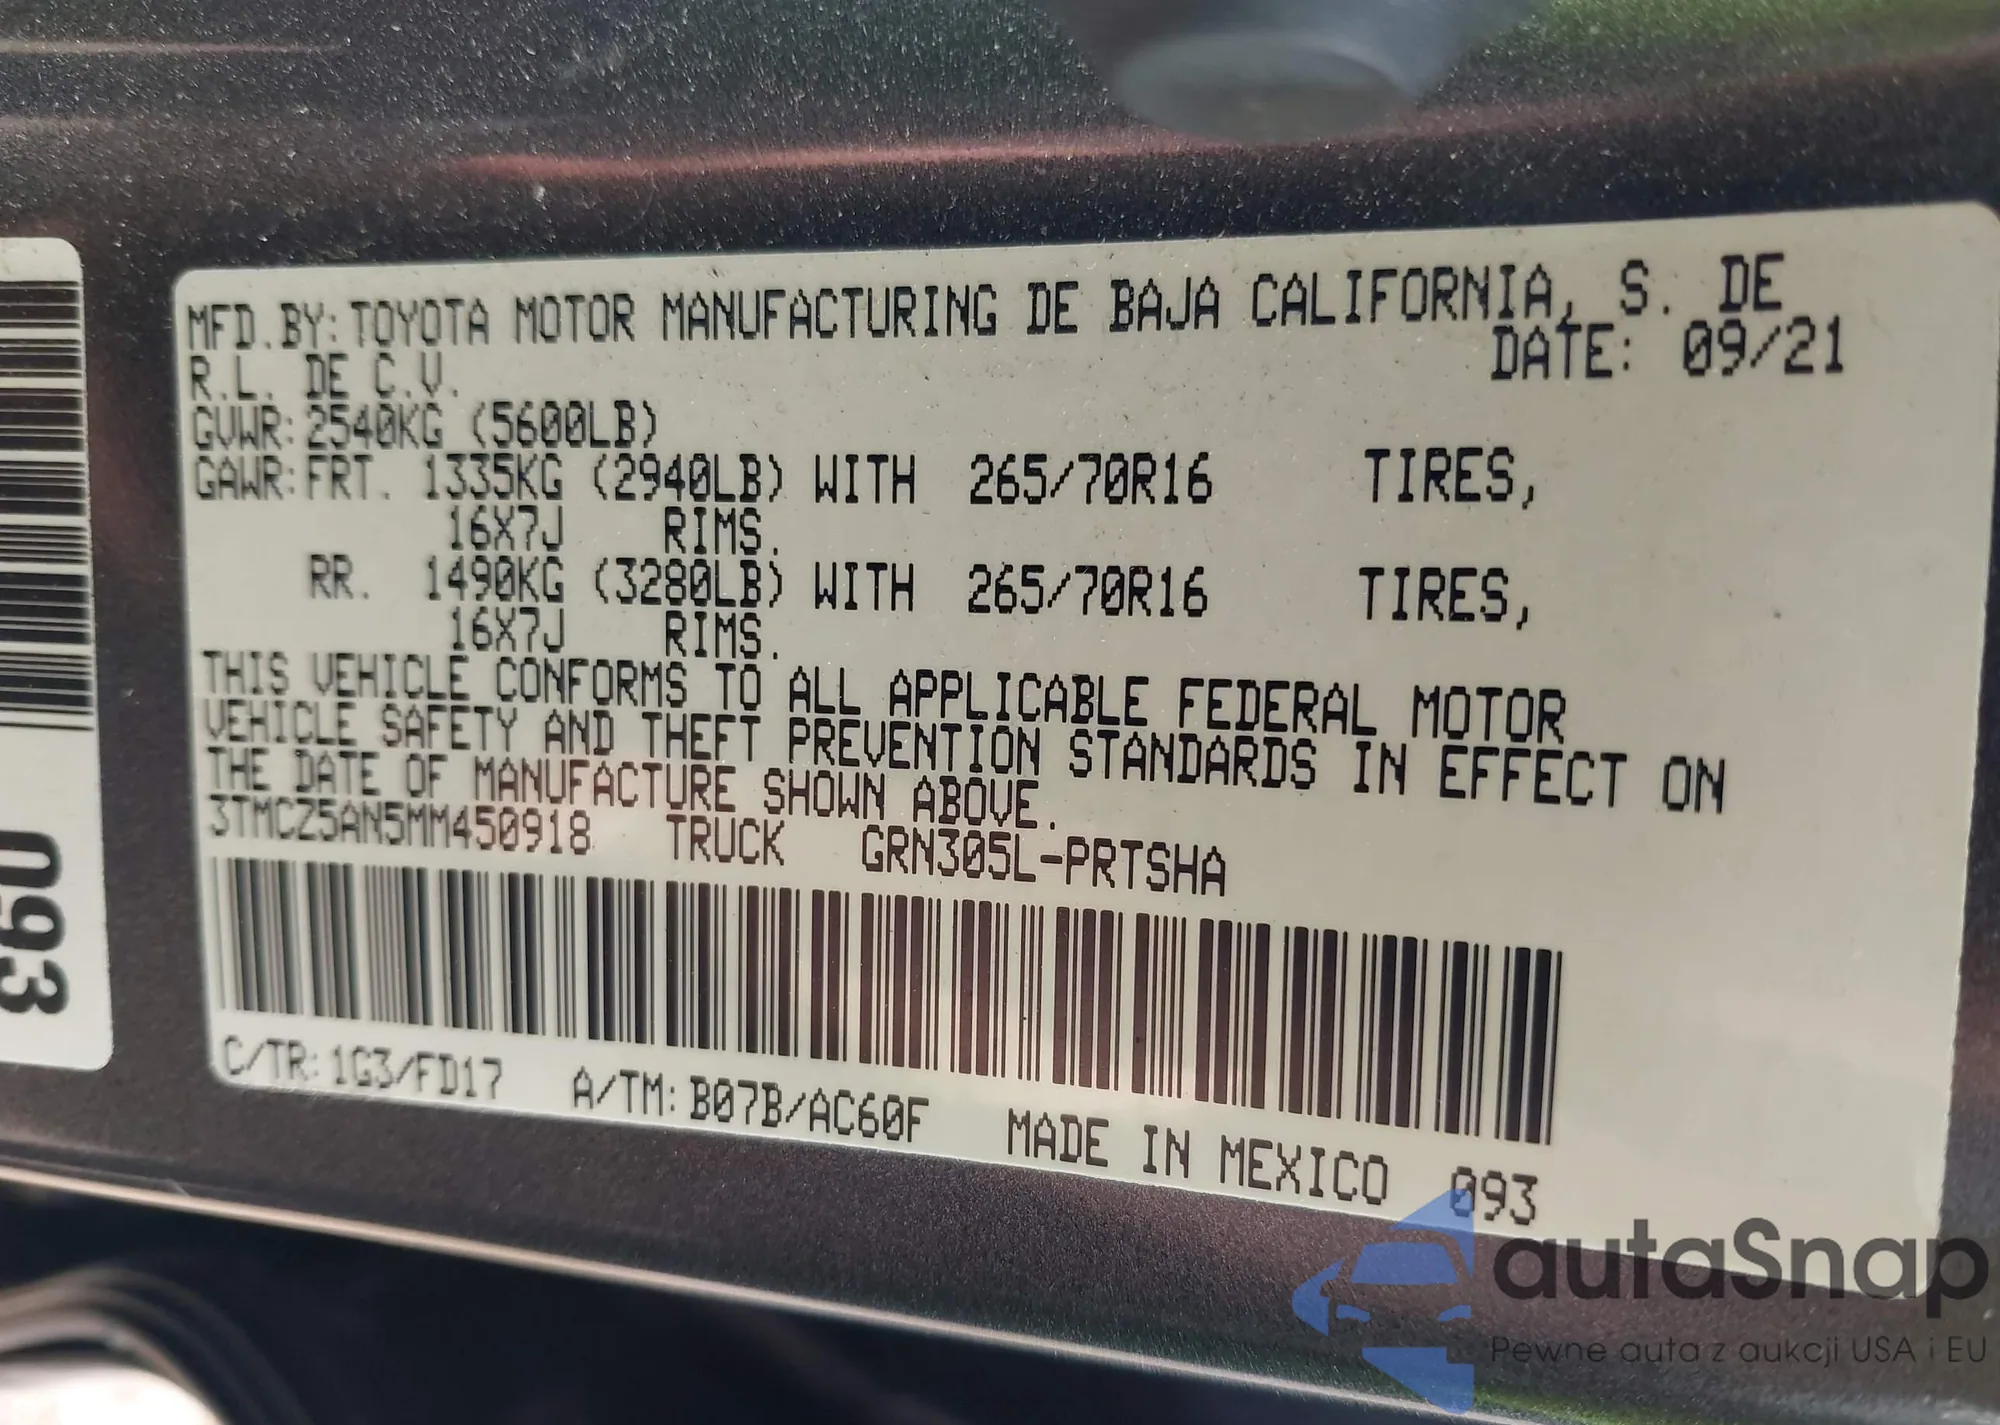 MFD.BY:TOYOTA MOTOR MANUFACTURING DE BAJA CALIFORNIA, S. DE
R.L. DE C.V. DATE: 09/21
GVWR:2540KG (5600LB)
GAWR:FRT. 1335KG (2940LB) WITH 265/70R16 TIRES,
16X7J RIMS.
RR. 1490KG (3280LB) WITH 265/70R16 TIRES,
16X7J RIMS.
THIS VEHICLE CONFORMS TO ALL APPLICABLE FEDERAL MOTOR
VEHICLE SAFETY AND THEFT PREVENTION STANDARDS IN EFFECT ON
THE DATE OF MANUFACTURE SHOWN ABOVE.
3TMCZ5AN5MM450918 TRUCK GRN305L-PRTSHA
C/TR:1G3/FD17 A/TM:B07B/AC60F MADE IN MEXICO 093
093
autaSnap
Pewne auta z aukcji USA i EU